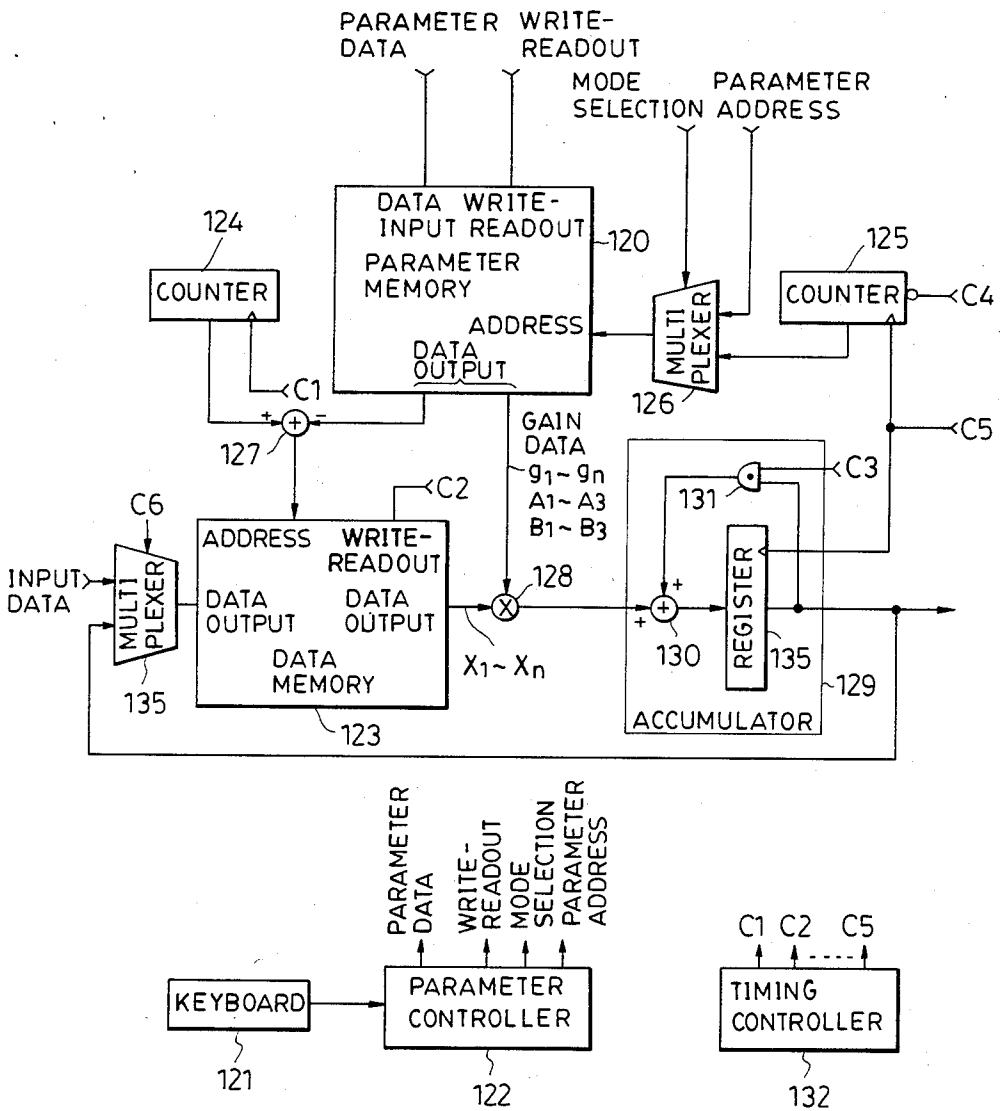 PARAMETER WRITE-
DATA READOUT
MODE PARAMETER
SELECTION ADDRESS
124
COUNTER
C1
+
-
+
127
DATA WRITE-
INPUT READOUT
PARAMETER
MEMORY
ADDRESS
DATA
OUTPUT
120
MULTI
PLEXER
126
125
COUNTER
C4
C5
GAIN
DATA
g1~gn
A1~A3
B1~B3
C3
131
C6
INPUT
DATA
MULTI
PLEXER
135
ADDRESS WRITE-
READOUT
C2
DATA
OUTPUT
DATA
OUTPUT
DATA
MEMORY
123
X
128
X1~Xn
+
+
+
130
REGISTER
135
129
ACCUMULATOR
PARAMETER
DATA
WRITE-
READOUT
MODE
SELECTION
PARAMETER
ADDRESS
KEYBOARD
121
PARAMETER
CONTROLLER
122
C1 C2 ---- C5
TIMING
CONTROLLER
132